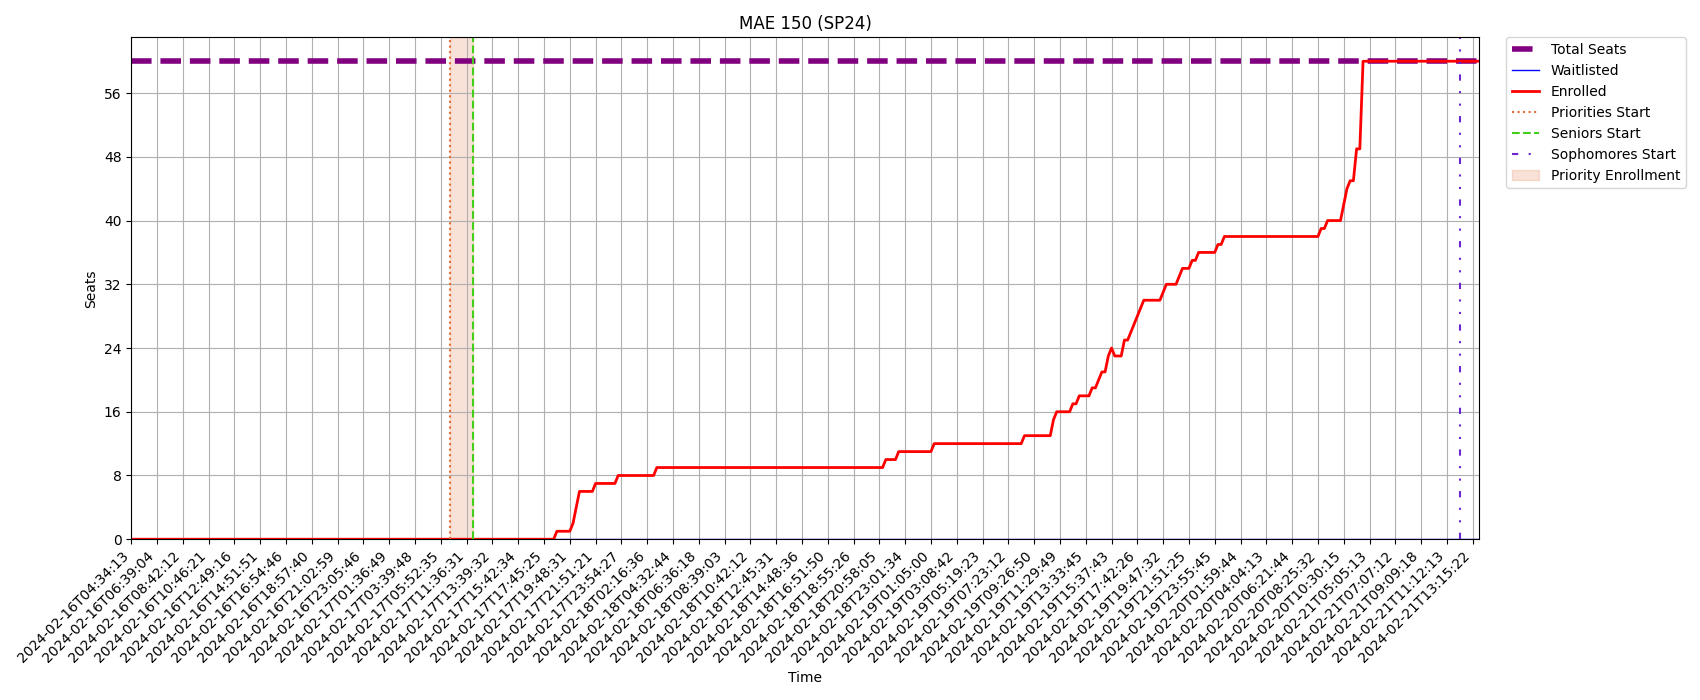 MAE 150 (SP24)
Total Seats
Waitlisted
Enrolled
Priorities Start
Seniors Start
Sophomores Start
Priority Enrollment
Seats
56
48
40
32
24
16
8
0
2024-02-16T04:34:13
2024-02-16T06:39:04
2024-02-16T08:42:12
2024-02-16T10:46:21
2024-02-16T12:49:16
2024-02-16T14:51:51
2024-02-16T16:54:46
2024-02-16T18:57:40
2024-02-16T21:02:59
2024-02-16T23:05:46
2024-02-17T01:36:49
2024-02-17T03:39:48
2024-02-17T05:52:35
2024-02-17T11:36:31
2024-02-17T13:39:32
2024-02-17T15:42:34
2024-02-17T17:45:25
2024-02-17T19:48:31
2024-02-17T21:51:21
2024-02-17T23:54:27
2024-02-18T02:16:36
2024-02-18T04:32:44
2024-02-18T06:36:18
2024-02-18T08:39:03
2024-02-18T10:42:12
2024-02-18T12:45:31
2024-02-18T14:48:36
2024-02-18T16:51:50
2024-02-18T18:55:26
2024-02-18T20:58:05
2024-02-18T23:01:34
2024-02-19T01:05:00
2024-02-19T03:08:42
2024-02-19T05:19:23
2024-02-19T07:23:12
2024-02-19T09:26:50
2024-02-19T11:29:49
2024-02-19T13:33:45
2024-02-19T15:37:43
2024-02-19T17:42:26
2024-02-19T19:47:32
2024-02-19T21:51:25
2024-02-19T23:55:45
2024-02-20T01:59:44
2024-02-20T04:04:13
2024-02-20T06:21:44
2024-02-20T08:25:32
2024-02-20T10:30:15
2024-02-21T05:05:13
2024-02-21T07:07:12
2024-02-21T09:09:18
2024-02-21T11:12:13
2024-02-21T13:15:22
Time